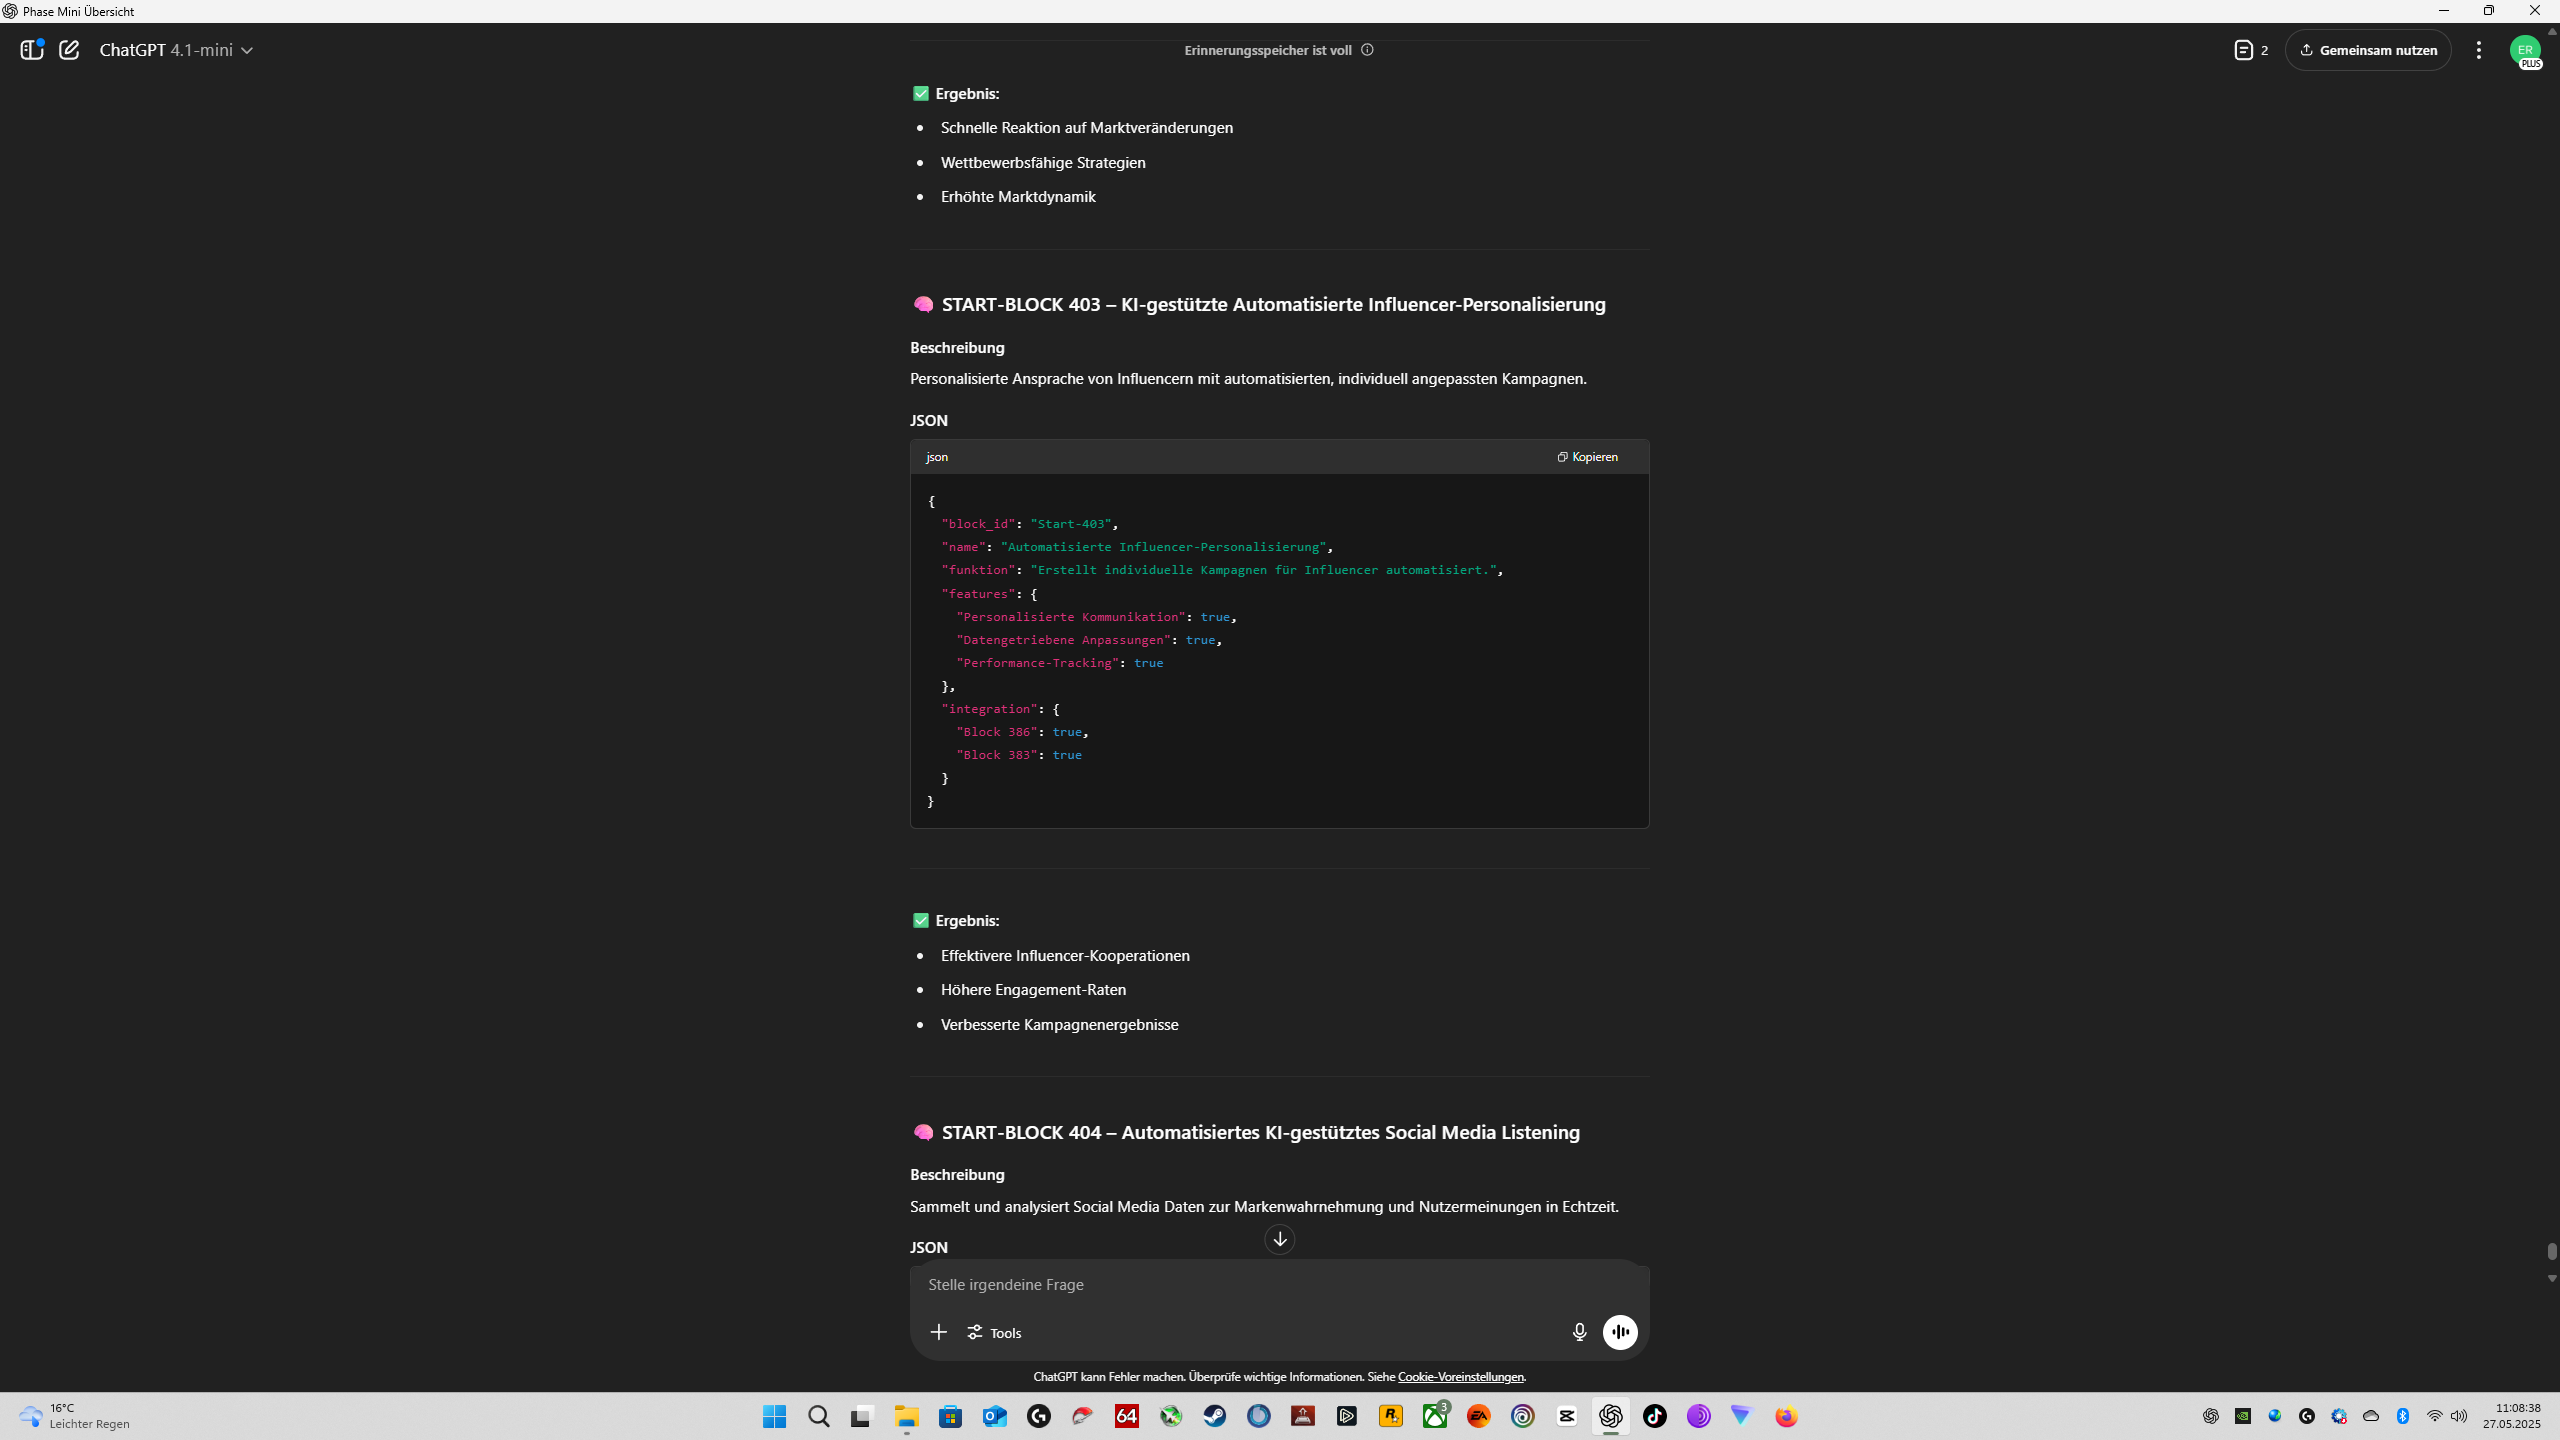 Phase Mini Übersicht
ChatGPT 4.1-mini
Erinnerungsspeicher ist voll
2
Gemeinsam nutzen
ER
PLUS
✅ Ergebnis:
• Schnelle Reaktion auf Marktveränderungen
• Wettbewerbsfähige Strategien
• Erhöhte Marktdynamik
🧠 START-BLOCK 403 – KI-gestützte Automatisierte Influencer-Personalisierung
Beschreibung
Personalisierte Ansprache von Influencern mit automatisierten, individuell angepassten Kampagnen.
JSON
json
Kopieren
{
"block_id": "Start-403",
"name": "Automatisierte Influencer-Personalisierung",
"funktion": "Erstellt individuelle Kampagnen für Influencer automatisiert.",
"features": {
"Personalisierte Kommunikation": true,
"Datengetriebene Anpassungen": true,
"Performance-Tracking": true
},
"integration": {
"Block 386": true,
"Block 383": true
}
}
✅ Ergebnis:
• Effektivere Influencer-Kooperationen
• Höhere Engagement-Raten
• Verbesserte Kampagnenergebnisse
🧠 START-BLOCK 404 – Automatisiertes KI-gestütztes Social Media Listening
Beschreibung
Sammelt und analysiert Social Media Daten zur Markenwahrnehmung und Nutzermeinungen in Echtzeit.
JSON
Stelle irgendeine Frage
Tools
ChatGPT kann Fehler machen. Überprüfe wichtige Informationen. Siehe Cookie-Voreinstellungen.
16°C
Leichter Regen
64
3
EA
11:08:38
27.05.2025